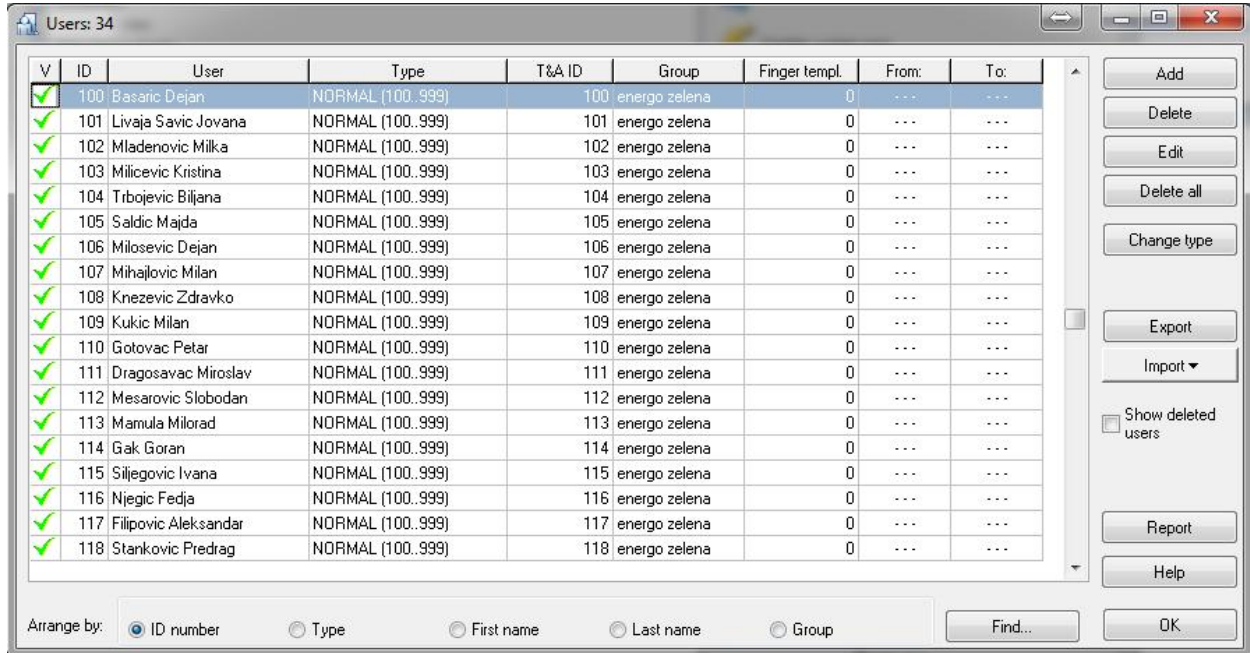 Users: 34
V ID User Type T&A ID Group Finger templ. From: To:
100 Basaric Dejan NORMAL (100..999) 100 energo zelena 0 - - - - - -
101 Livaja Savic Jovana NORMAL (100..999) 101 energo zelena 0 - - - - - -
102 Mladenovic Milka NORMAL (100..999) 102 energo zelena 0 - - - - - -
103 Milicevic Kristina NORMAL (100..999) 103 energo zelena 0 - - - - - -
104 Trbojevic Biljana NORMAL (100..999) 104 energo zelena 0 - - - - - -
105 Saldic Majda NORMAL (100..999) 105 energo zelena 0 - - - - - -
106 Milosevic Dejan NORMAL (100..999) 106 energo zelena 0 - - - - - -
107 Mihajlovic Milan NORMAL (100..999) 107 energo zelena 0 - - - - - -
108 Knezevic Zdravko NORMAL (100..999) 108 energo zelena 0 - - - - - -
109 Kukic Milan NORMAL (100..999) 109 energo zelena 0 - - - - - -
110 Gotovac Petar NORMAL (100..999) 110 energo zelena 0 - - - - - -
111 Dragosavac Miroslav NORMAL (100..999) 111 energo zelena 0 - - - - - -
112 Mesarovic Slobodan NORMAL (100..999) 112 energo zelena 0 - - - - - -
113 Mamula Milorad NORMAL (100..999) 113 energo zelena 0 - - - - - -
114 Gak Goran NORMAL (100..999) 114 energo zelena 0 - - - - - -
115 Siljegovic Ivana NORMAL (100..999) 115 energo zelena 0 - - - - - -
116 Njegic Fedja NORMAL (100..999) 116 energo zelena 0 - - - - - -
117 Filipovic Aleksandar NORMAL (100..999) 117 energo zelena 0 - - - - - -
118 Stankovic Predrag NORMAL (100..999) 118 energo zelena 0 - - - - - -
Add
Delete
Edit
Delete all
Change type
Export
Import
Show deleted
users
Report
Help
Arrange by: ID number Type First name Last name Group Find... OK